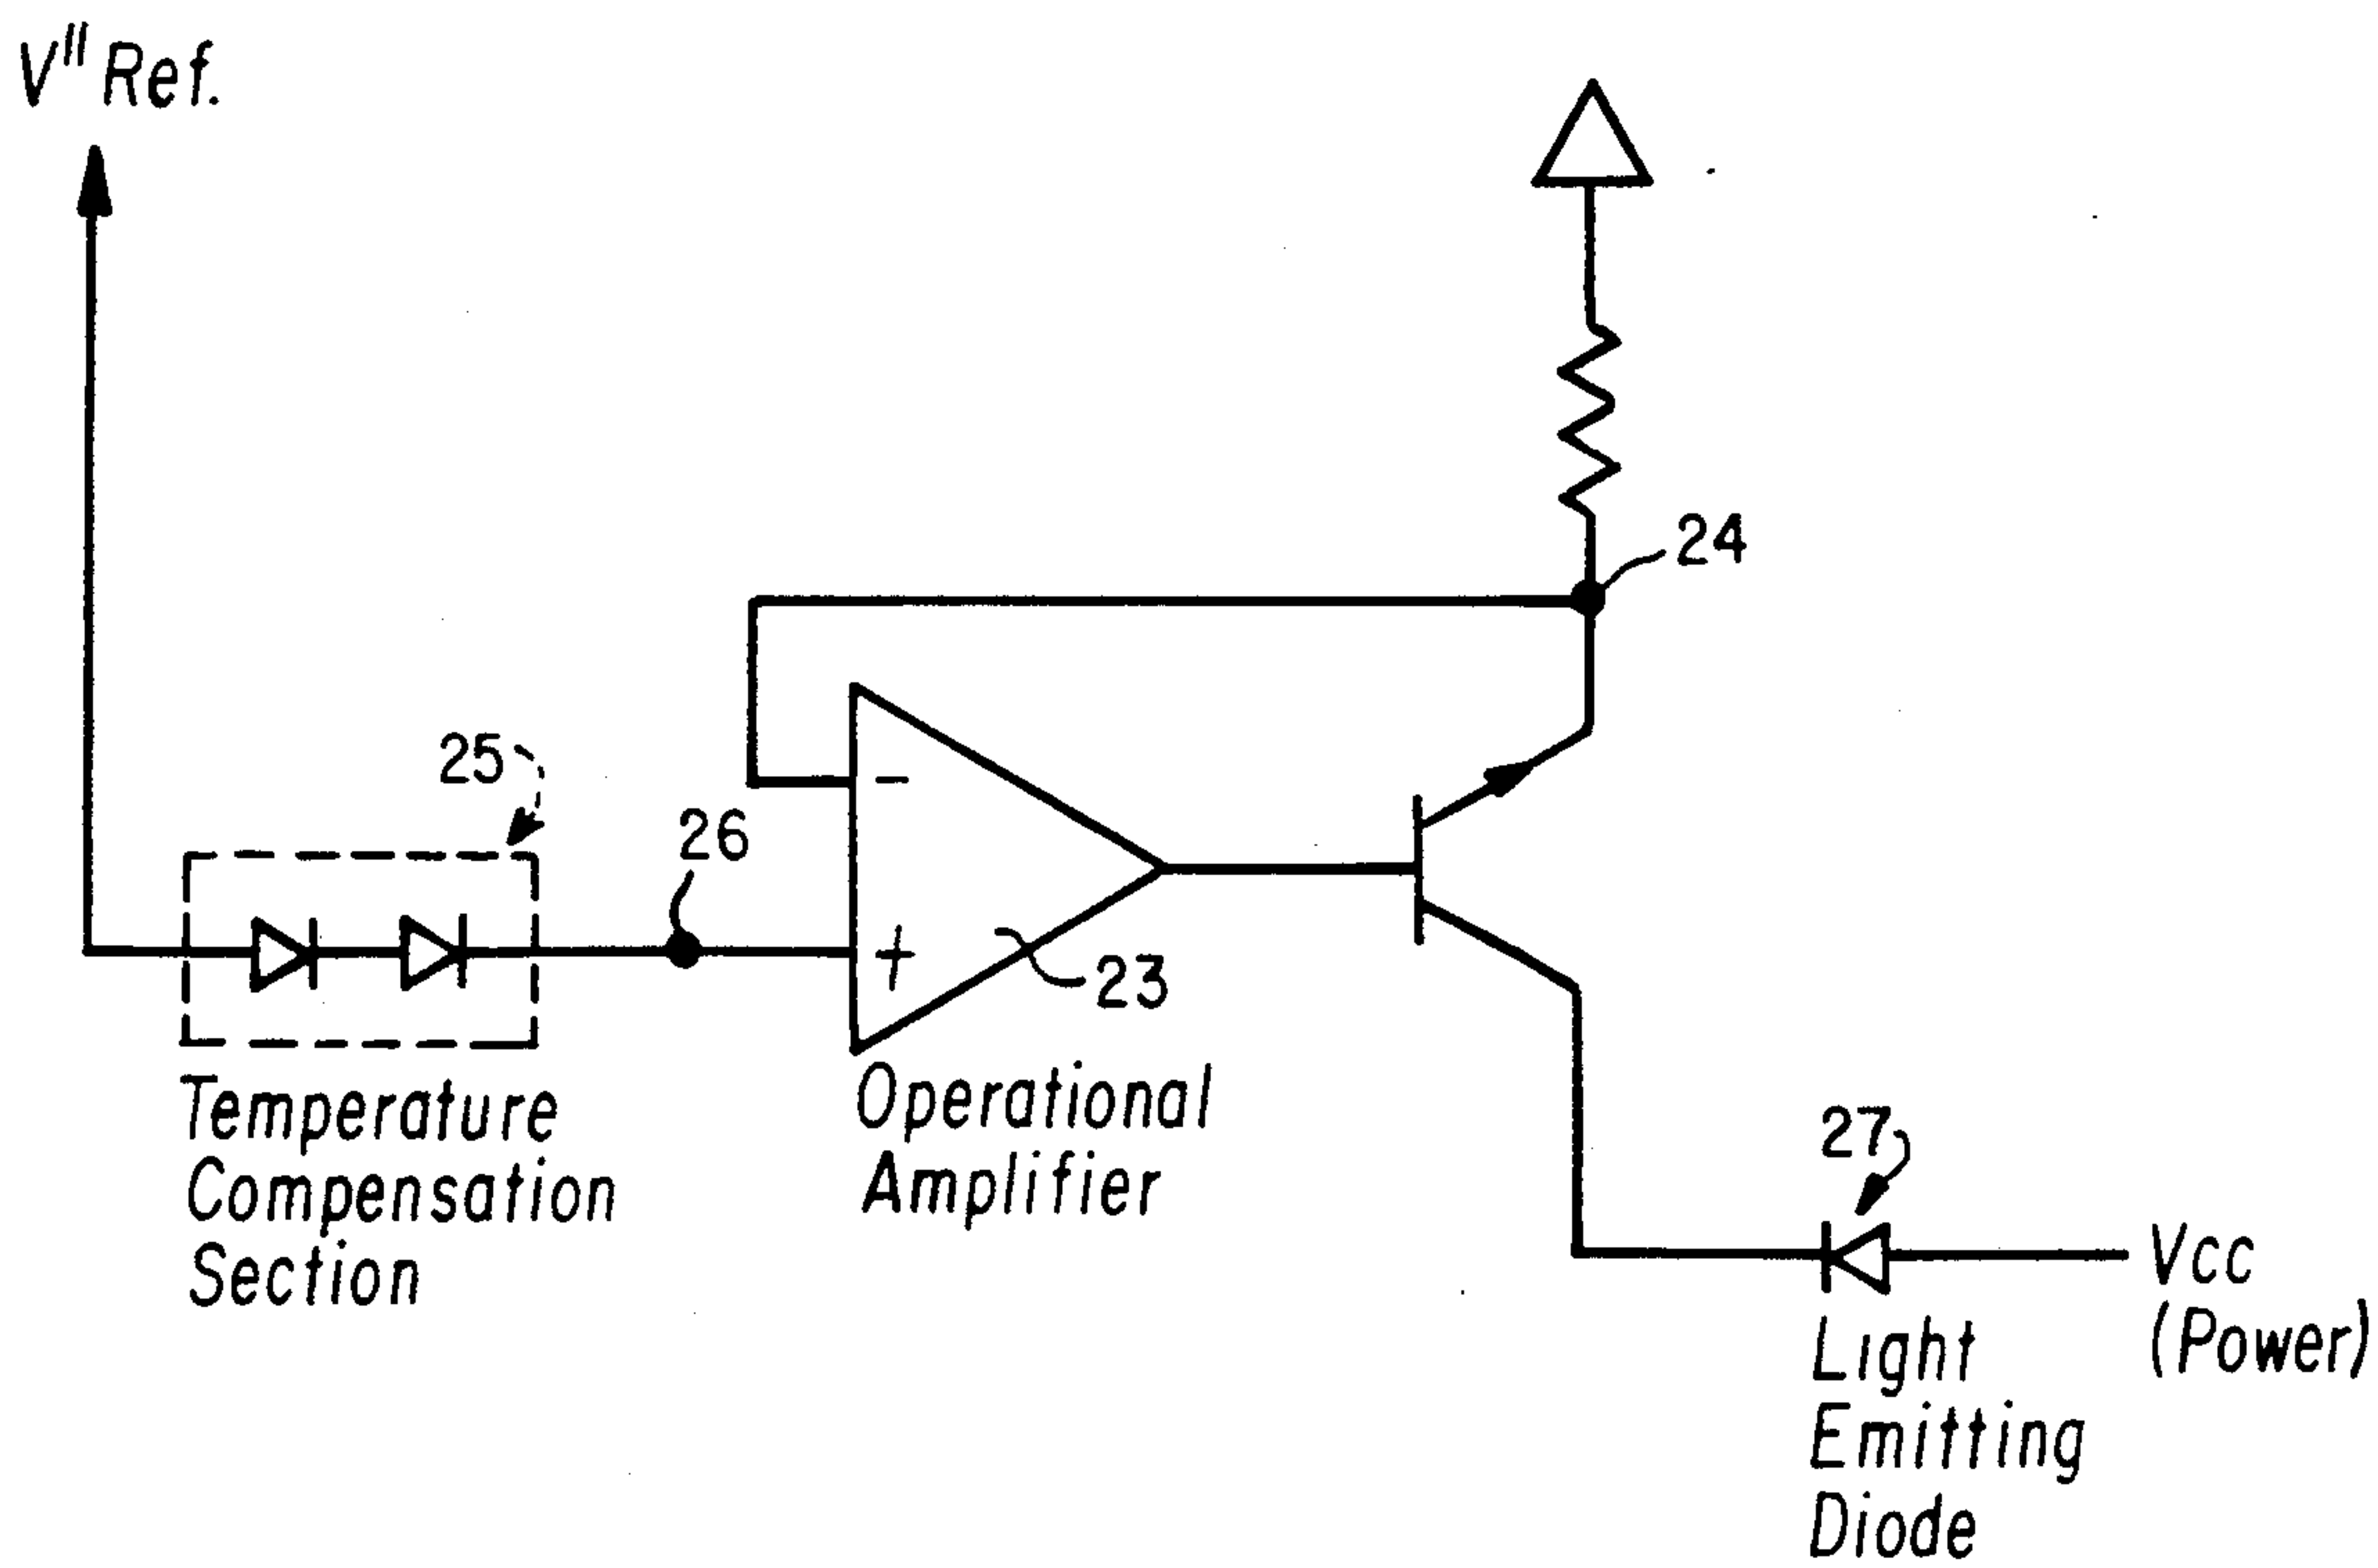 V" Ref.
24
25
26
-
+
23
Operational
Amplifier
Temperature
Compensation
Section
27
Vcc
(Power)
Light
Emitting
Diode